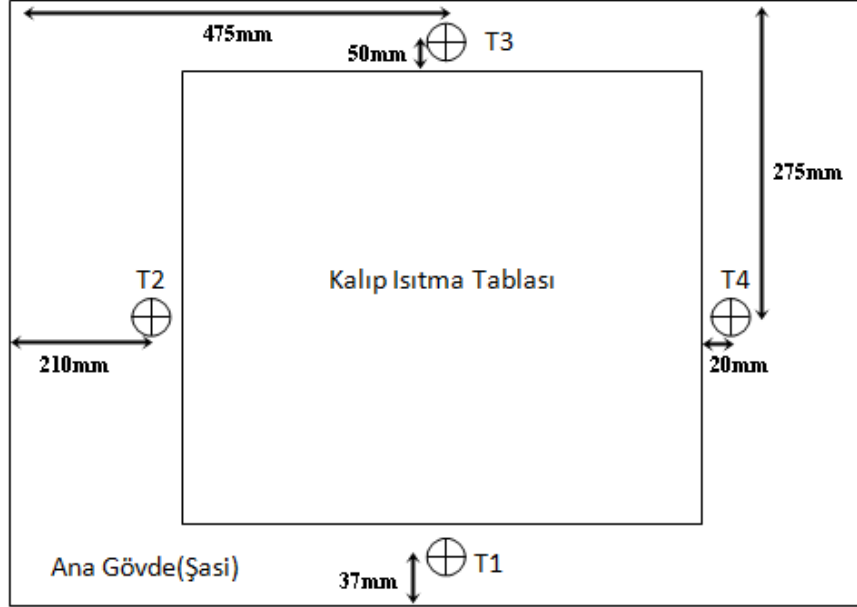 475mm
T3
50mm
275mm
T2
Kalıp Isıtma Tablası
T4
210mm
20mm
Ana Gövde(Şasi)
37mm
T1